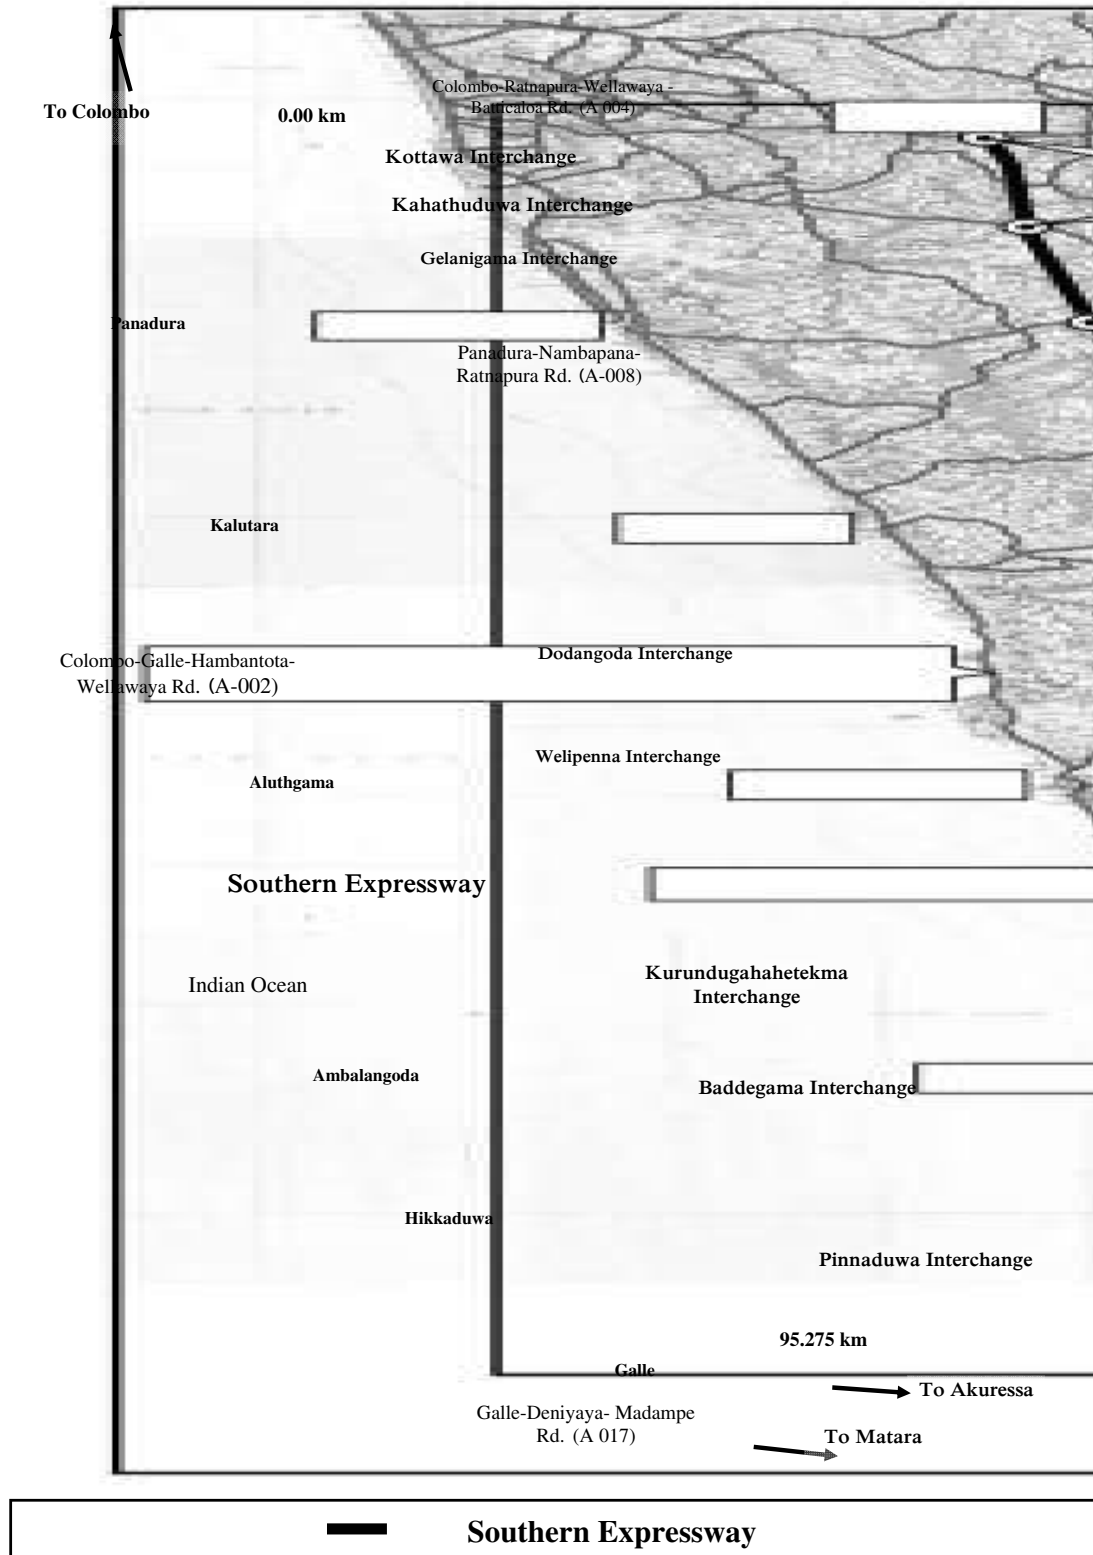 Colombo-Ratnapura-Wellawaya -
Batticaloa Rd. (A 004)
To Colombo
0.00 km
Kottawa Interchange
Kahathuduwa Interchange
Gelanigama Interchange
Panadura
Panadura-Nambapana-
Ratnapura Rd. (A-008)
Kalutara
Dodangoda Interchange
Colombo-Galle-Hambantota-
Wellawaya Rd. (A-002)
Welipenna Interchange
Aluthgama
Southern Expressway
Kurundugahahetekma
Interchange
Indian Ocean
Ambalangoda
Baddegama Interchange
Hikkaduwa
Pinnaduwa Interchange
95.275 km
Galle
To Akuressa
Galle-Deniyaya- Madampe
Rd. (A 017)
To Matara
Southern Expressway